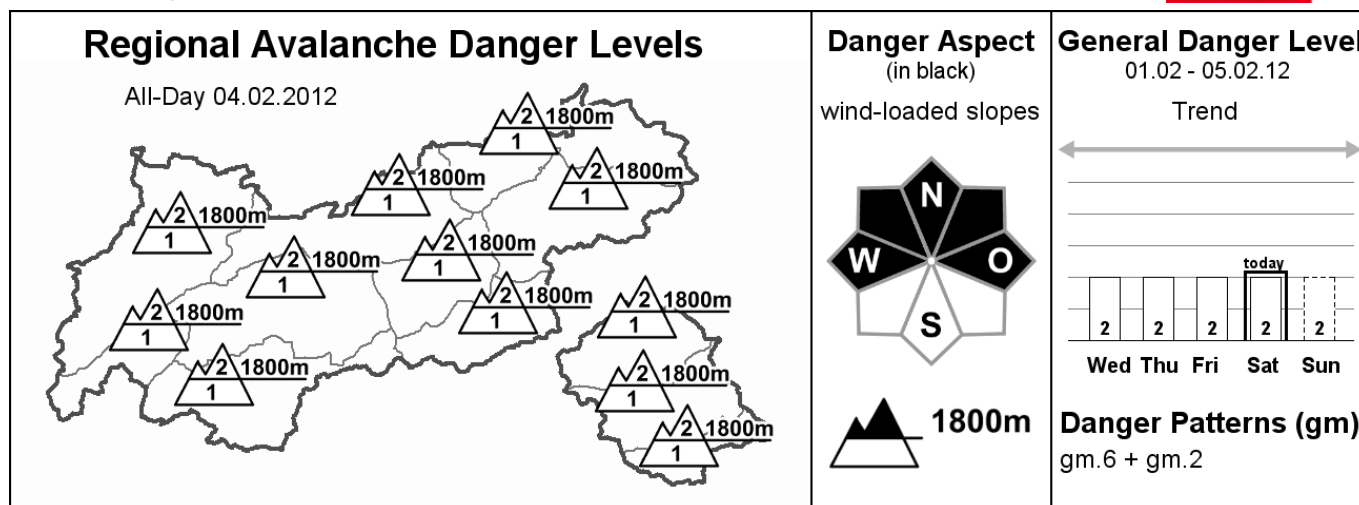 Regional Avalanche Danger Levels
All-Day 04.02.2012
2 1800m
1
2 1800m
1
2 1800m
1
2 1800m
1
2 1800m
1
2 1800m
1
2 1800m
1
2 1800m
1
2 1800m
1
2 1800m
1
2 1800m
1
2 1800m
1
Danger Aspect
(in black)
wind-loaded slopes
N
W O
S
1800m
General Danger Level
01.02 - 05.02.12
Trend
today
2 2 2 2 2
Wed Thu Fri Sat Sun
Danger Patterns (gm)
gm.6 + gm.2